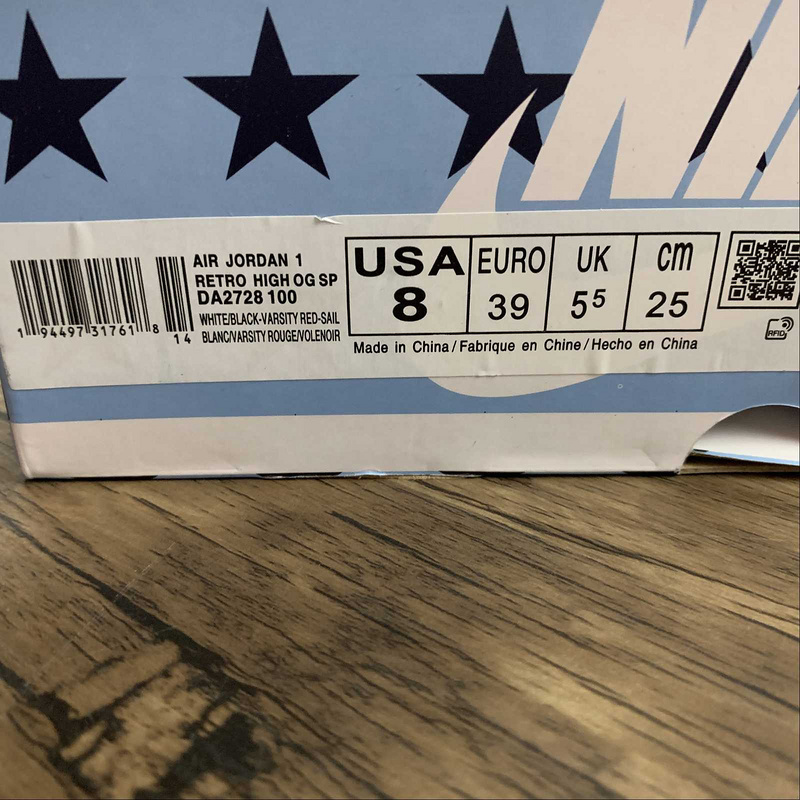 NI
AIR JORDAN 1
RETRO HIGH OG SP
DA2728 100
WHITE/BLACK-VARSITY RED-SAIL
BLANC/VARSITY ROUGE/VOLENOIR
1 94497 31761 8
14
USA
8
EURO
39
UK
5⁵
cm
25
Made in China/Fabrique en Chine/Hecho en China
RFID